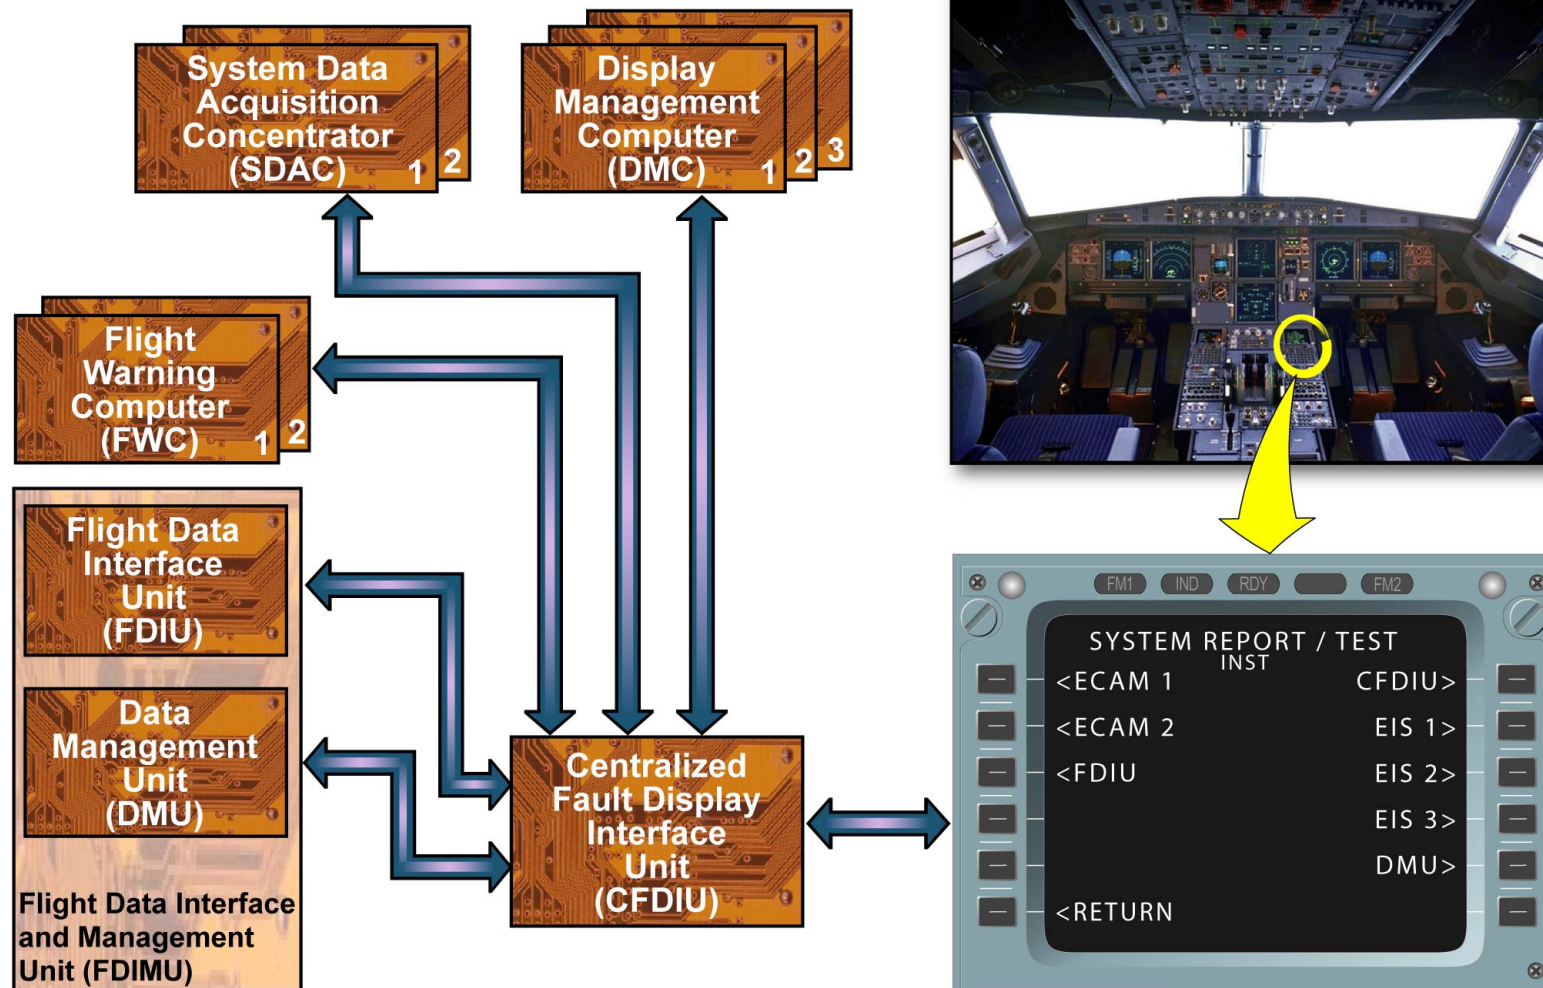 System Data
Acquisition
Concentrator
(SDAC)
1
2
Display
Management
Computer
(DMC)
1
2
3
Flight
Warning
Computer
(FWC)
1
2
Flight Data
Interface
Unit
(FDIU)
Data
Management
Unit
(DMU)
Flight Data Interface
and Management
Unit (FDIMU)
Centralized
Fault Display
Interface
Unit
(CFDIU)
FM1 IND RDY FM2
SYSTEM REPORT / TEST
INST
<ECAM 1 CFDIU>
<ECAM 2 EIS 1>
<FDIU EIS 2>
EIS 3>
DMU>
<RETURN